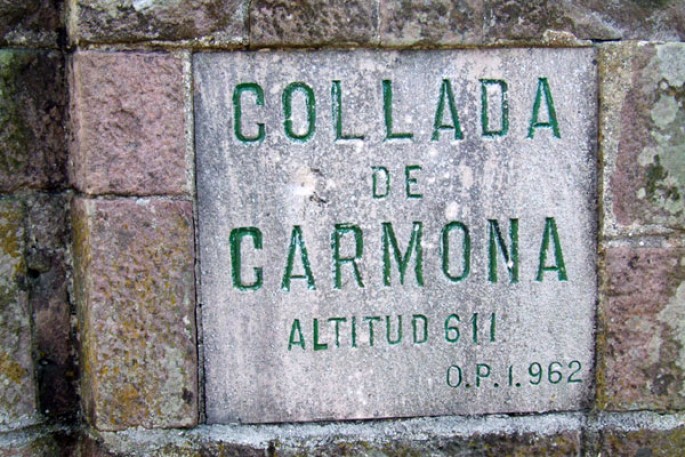 COLLADA
DE
CARMONA
ALTITUD 611
O.P.1.962